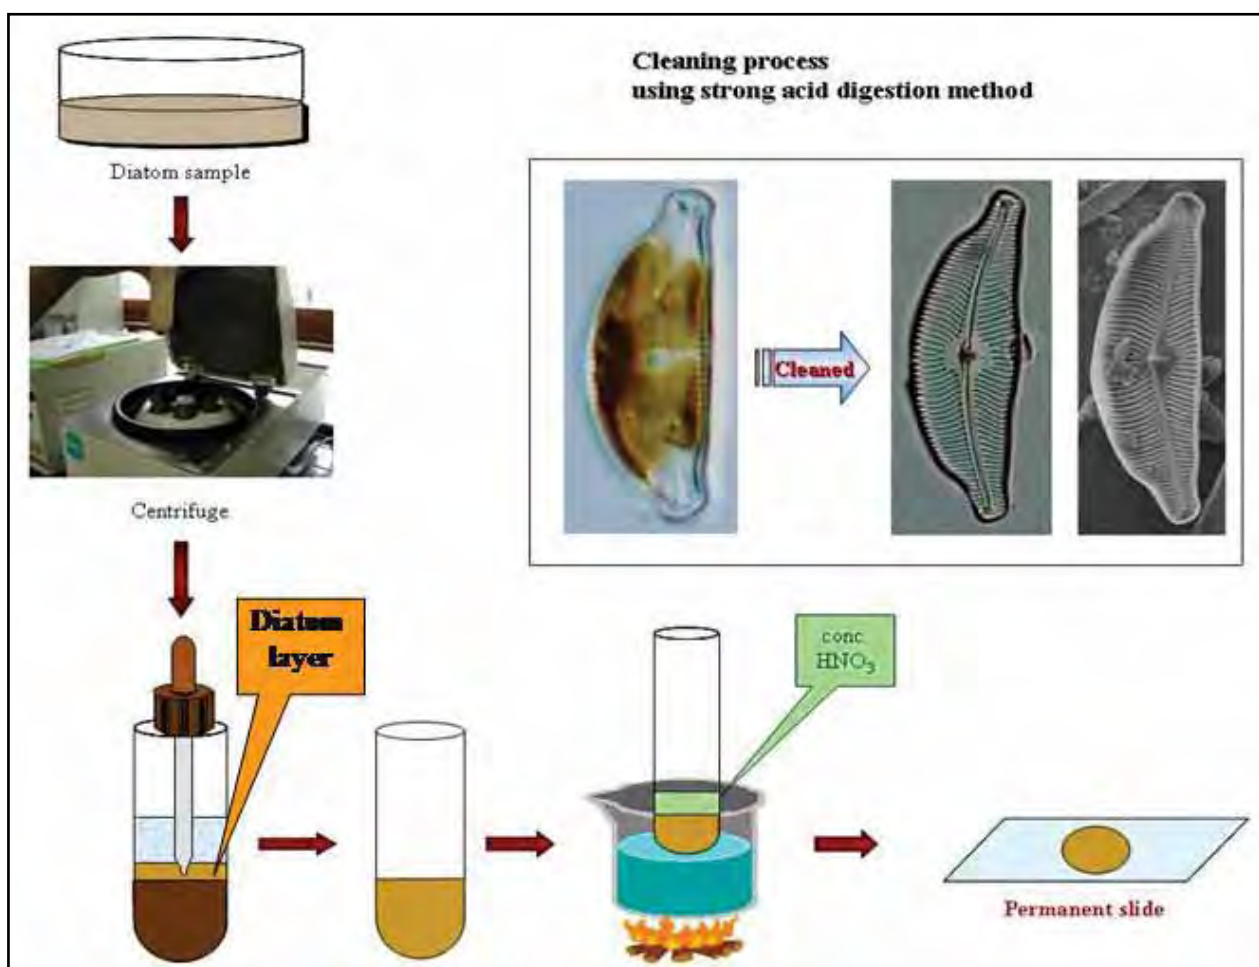 Cleaning process
using strong acid digestion method
Diatom sample
Cleaned
Centrifuge
Diatom
layer
conc.
HNO₃
Permanent slide